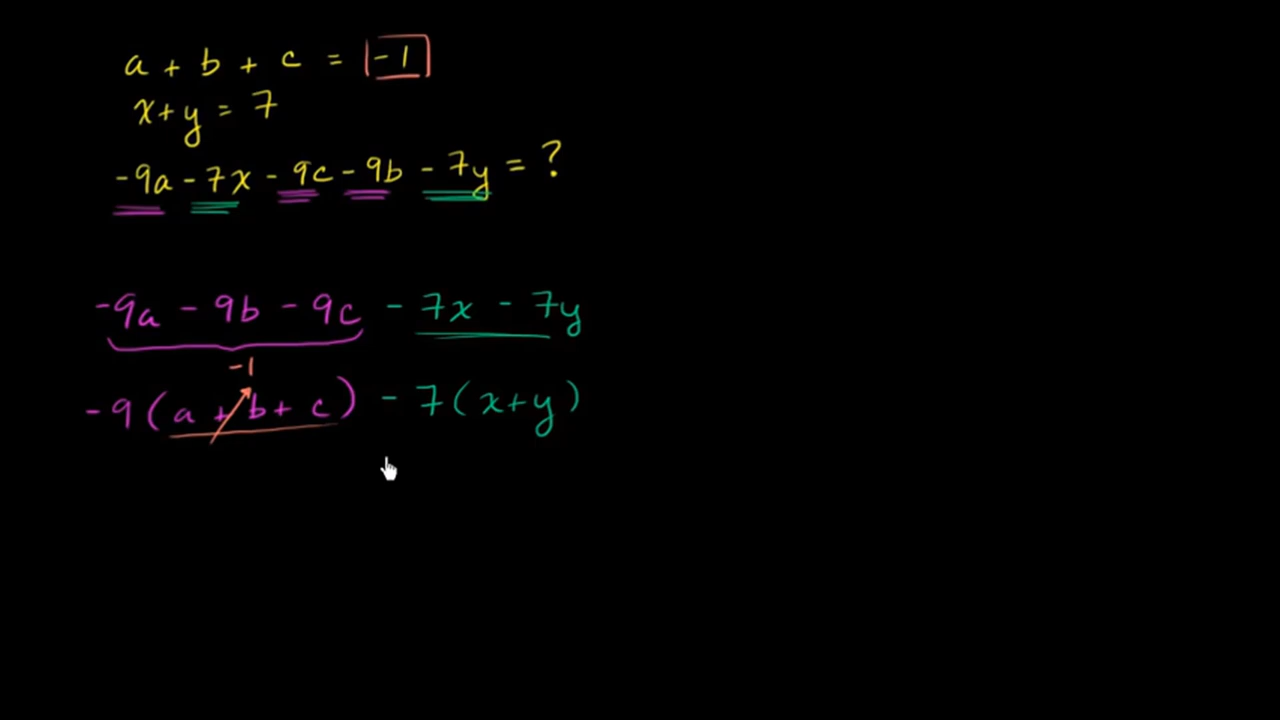 a + b + c = -1
x+y = 7
-9a - 7x - 9c - 9b - 7y = ?
-9a - 9b - 9c - 7x - 7y
-1
-9(a + b + c) - 7(x+y)